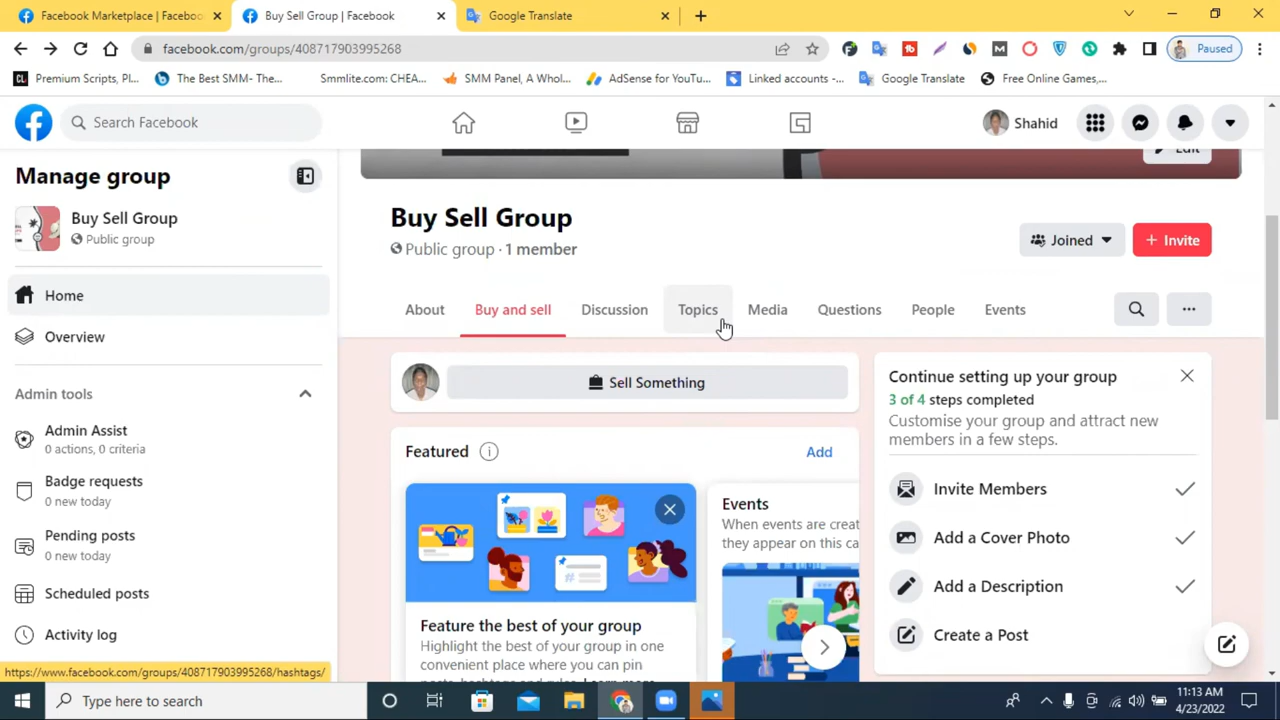 Facebook Marketplace | Faceboo
Buy Sell Group | Facebook
Google Translate
facebook.com/groups/408717903995268
Paused
Premium Scripts, Pl...
The Best SMM- The...
Smmlite.com: CHEA...
SMM Panel, A Whol...
AdSense for YouTu...
Linked accounts -...
Google Translate
Free Online Games,...
Search Facebook
Shahid
Manage group
Buy Sell Group
Public group
Home
Overview
Admin tools
Admin Assist
0 actions, 0 criteria
Badge requests
0 new today
Pending posts
0 new today
Scheduled posts
Activity log
https://www.facebook.com/groups/408717903995268/hashtags/
Edit
Buy Sell Group
Public group · 1 member
Joined
+ Invite
About
Buy and sell
Discussion
Topics
Media
Questions
People
Events
Sell Something
Featured
Add
Feature the best of your group
Highlight the best of your group in one
convenient place where you can pin
Events
When events are creat
they appear on this ca
Continue setting up your group
3 of 4 steps completed
Customise your group and attract new
members in a few steps.
Invite Members
Add a Cover Photo
Add a Description
Create a Post
Type here to search
11:13 AM
4/23/2022